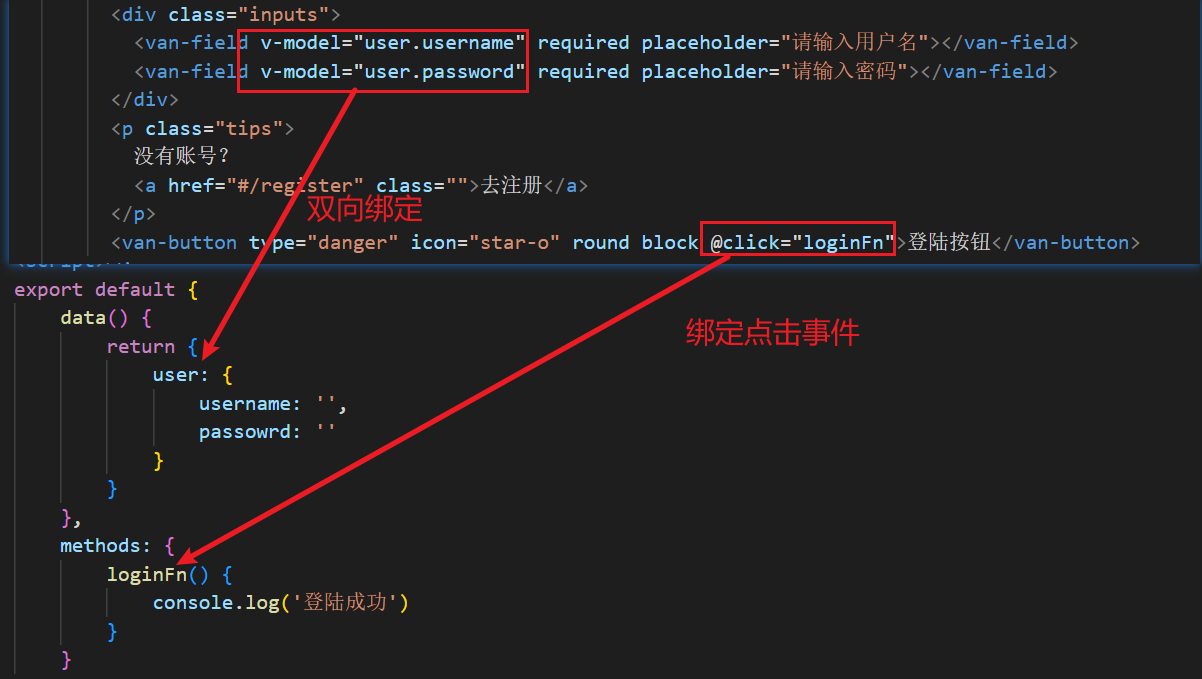 <div class="inputs">
<van-field v-model="user.username" required placeholder="请输入用户名"></van-field>
<van-field v-model="user.password" required placeholder="请输入密码"></van-field>
</div>
<p class="tips">
没有账号?
<a href="#/register" class="">去注册</a>
</p>
双向绑定
<van-button type="danger" icon="star-o" round block @click="loginFn">登陆按钮</van-button>
export default {
绑定点击事件
data() {
return {
user: {
username: '',
passowrd: ''
}
}
},
methods: {
loginFn() {
console.log('登陆成功')
}
}